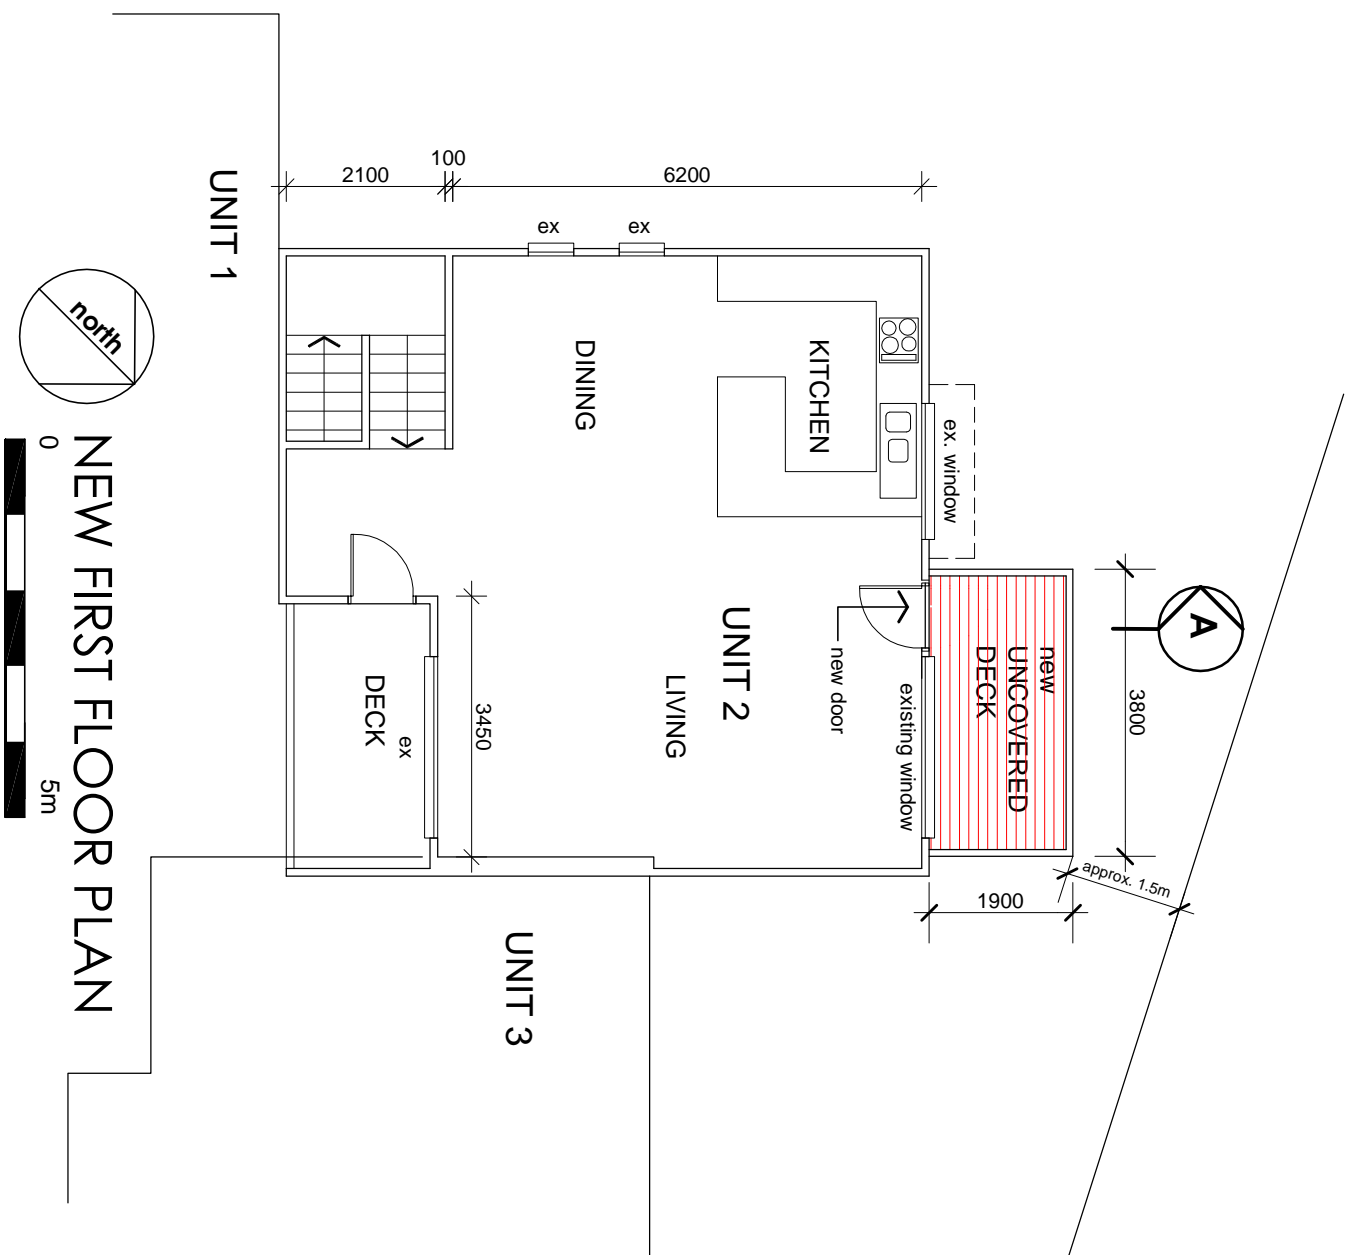 UNIT 1
2100
100
6200
ex
ex
north
DINING
KITCHEN
ex. window
new
UNCOVERED
DECK
A
3800
UNIT 2
new door
existing window
LIVING
3450
ex
DECK
approx. 1.5m
1900
UNIT 3
NEW FIRST FLOOR PLAN
0
5m